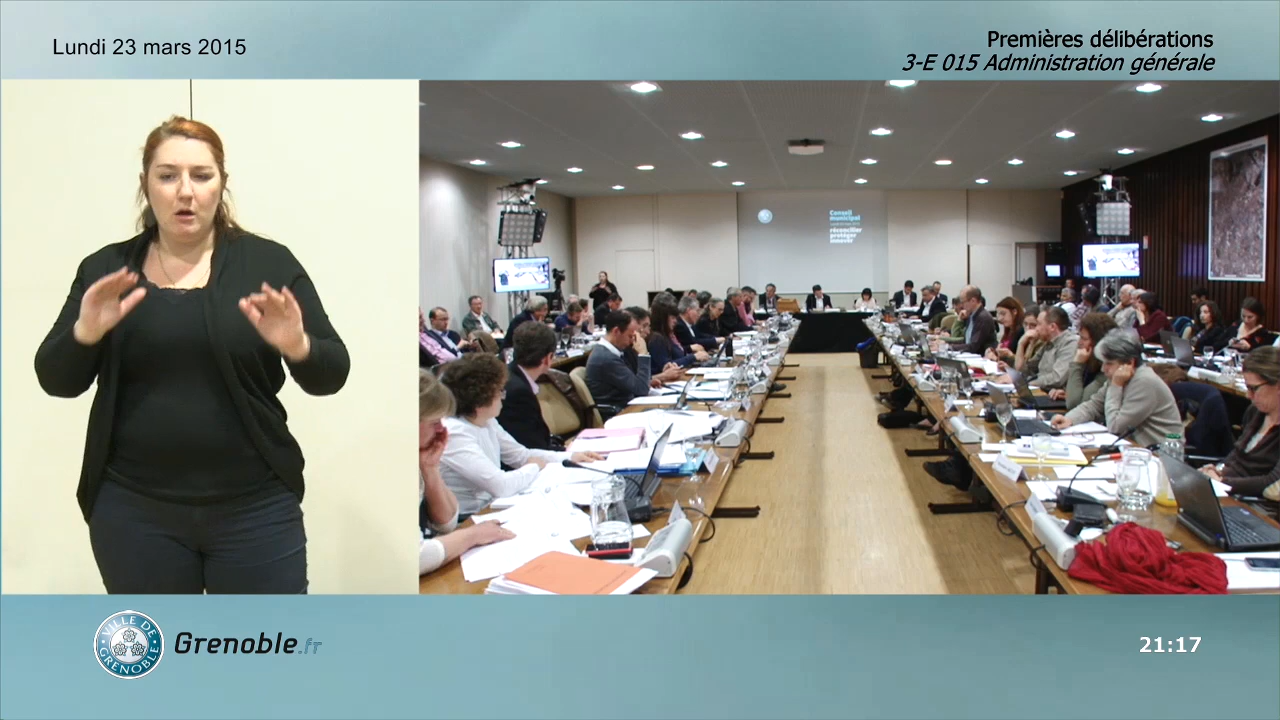 Lundi 23 mars 2015
Premières délibérations
3-E 015 Administration générale
Conseil
municipal
réconcilier
protéger
innover
VILLE DE
GRENOBLE
Grenoble.fr
21:17